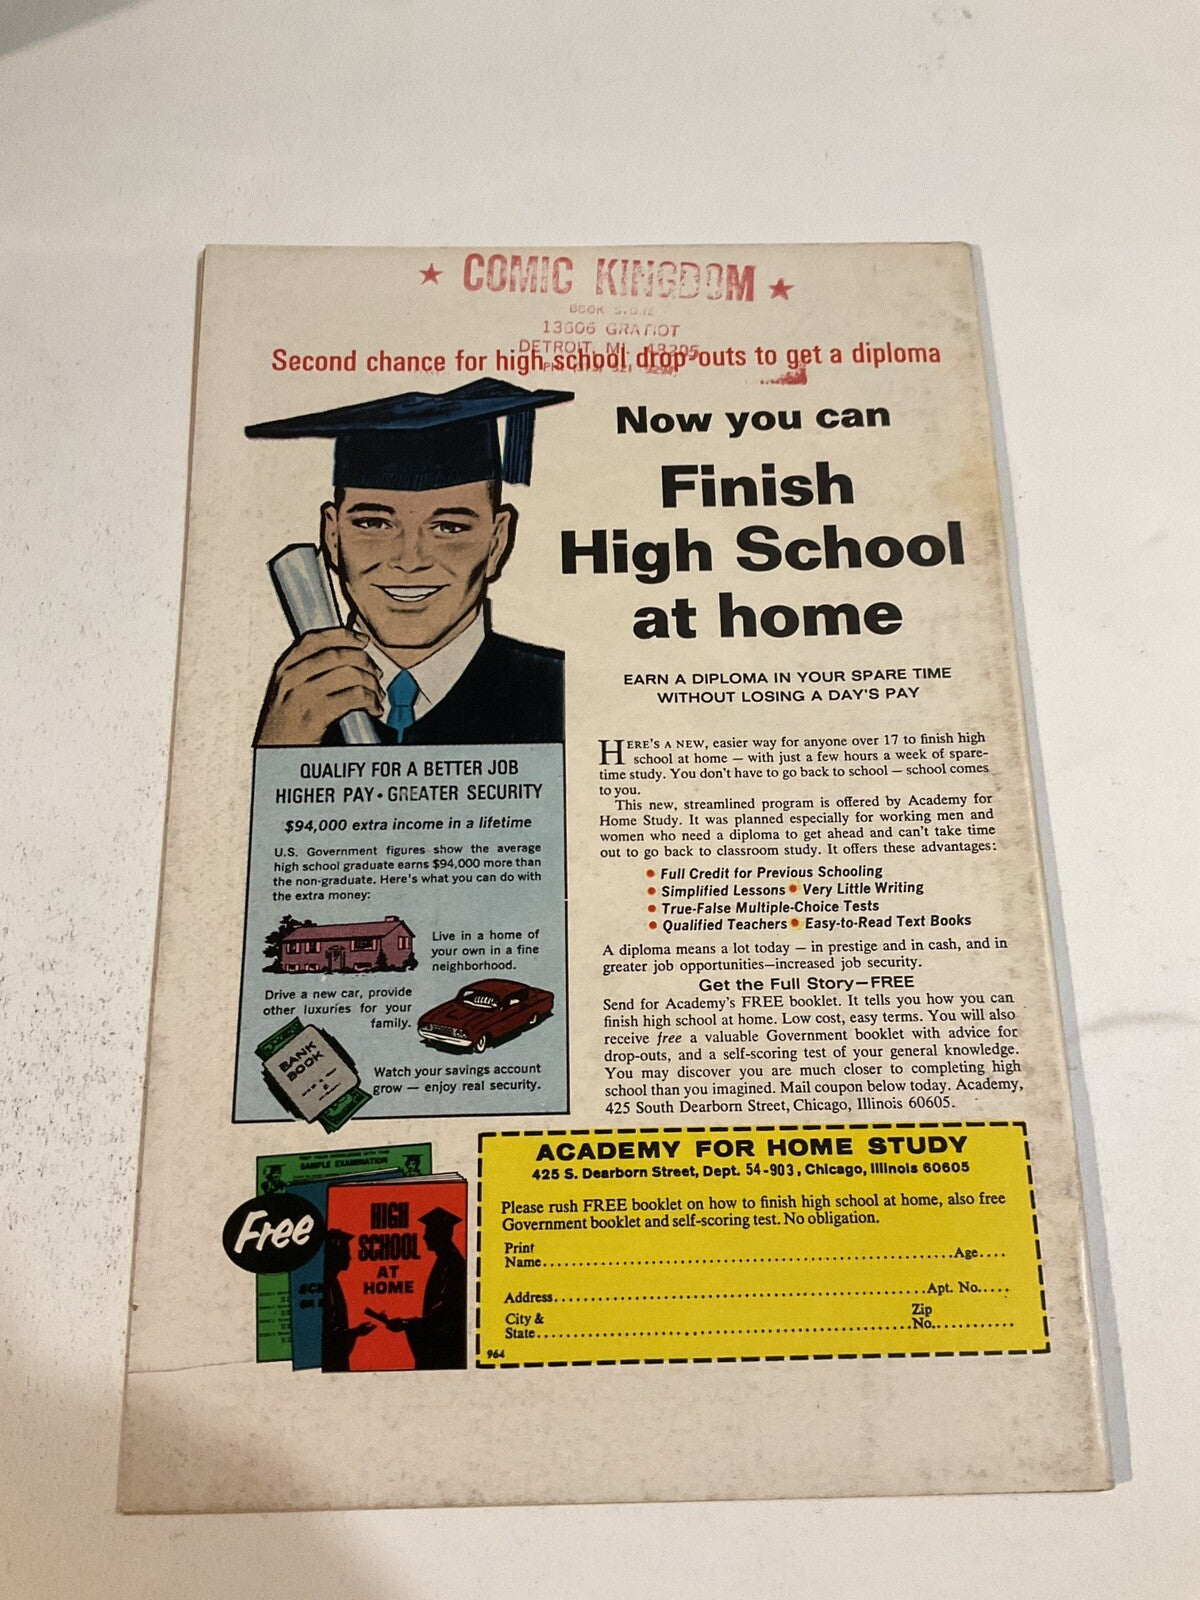 ★ COMIC KINGDOM ★
BOOK STORE
13606 GRATIOT
DETROIT, MI. 48205
Second chance for high school drop-outs to get a diploma
Now you can
Finish
High School
at home
EARN A DIPLOMA IN YOUR SPARE TIME
WITHOUT LOSING A DAY'S PAY
HERE'S A NEW, easier way for anyone over 17 to finish high
school at home — with just a few hours a week of spare-
time study. You don't have to go back to school — school comes
to you.
This new, streamlined program is offered by Academy for
Home Study. It was planned especially for working men and
women who need a diploma to get ahead and can't take time
out to go back to classroom study. It offers these advantages:
• Full Credit for Previous Schooling
• Simplified Lessons • Very Little Writing
• True-False Multiple-Choice Tests
• Qualified Teachers • Easy-to-Read Text Books
A diploma means a lot today — in prestige and in cash, and in
greater job opportunities—increased job security.
Get the Full Story—FREE
Send for Academy's FREE booklet. It tells you how you can
finish high school at home. Low cost, easy terms. You will also
receive free a valuable Government booklet with advice for
drop-outs, and a self-scoring test of your general knowledge.
You may discover you are much closer to completing high
school than you imagined. Mail coupon below today. Academy,
425 South Dearborn Street, Chicago, Illinois 60605.
QUALIFY FOR A BETTER JOB
HIGHER PAY • GREATER SECURITY
$94,000 extra income in a lifetime
U.S. Government figures show the average
high school graduate earns $94,000 more than
the non-graduate. Here's what you can do with
the extra money:
Live in a home of
your own in a fine
neighborhood.
Drive a new car, provide
other luxuries for your
family.
BANK
BOOK
Watch your savings account
grow — enjoy real security.
SAMPLE EXAMINATION
Free
HIGH
SCHOOL
AT
HOME
ACADEMY FOR HOME STUDY
425 S. Dearborn Street, Dept. 54-903, Chicago, Illinois 60605
Please rush FREE booklet on how to finish high school at home, also free
Government booklet and self-scoring test. No obligation.
Print
Name Age
Address Apt. No.
City & Zip
State No.
964